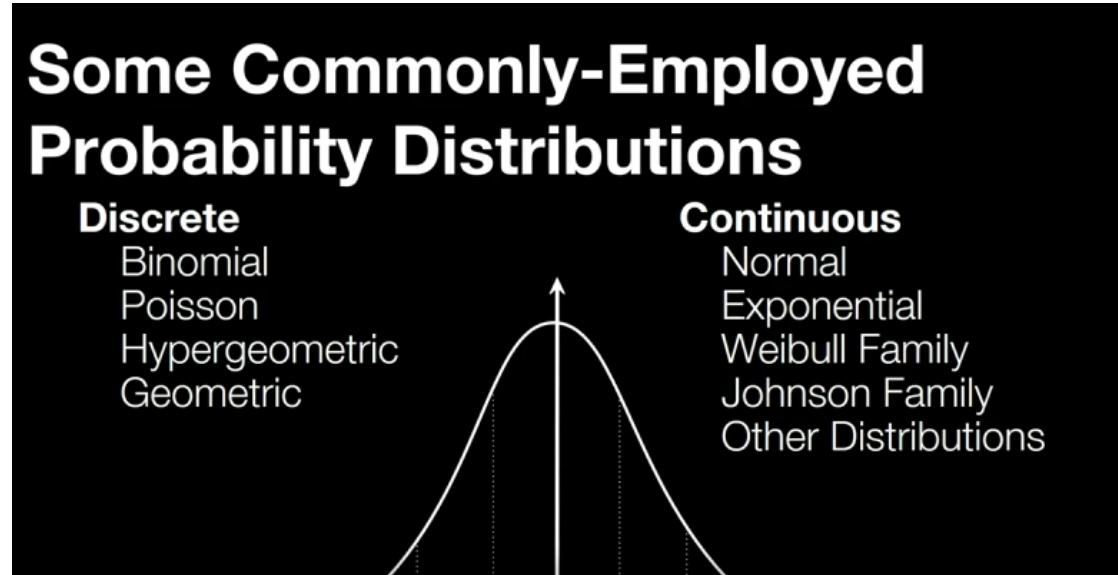 Some Commonly-Employed
Probability Distributions
Discrete
Binomial
Poisson
Hypergeometric
Geometric
Continuous
Normal
Exponential
Weibull Family
Johnson Family
Other Distributions